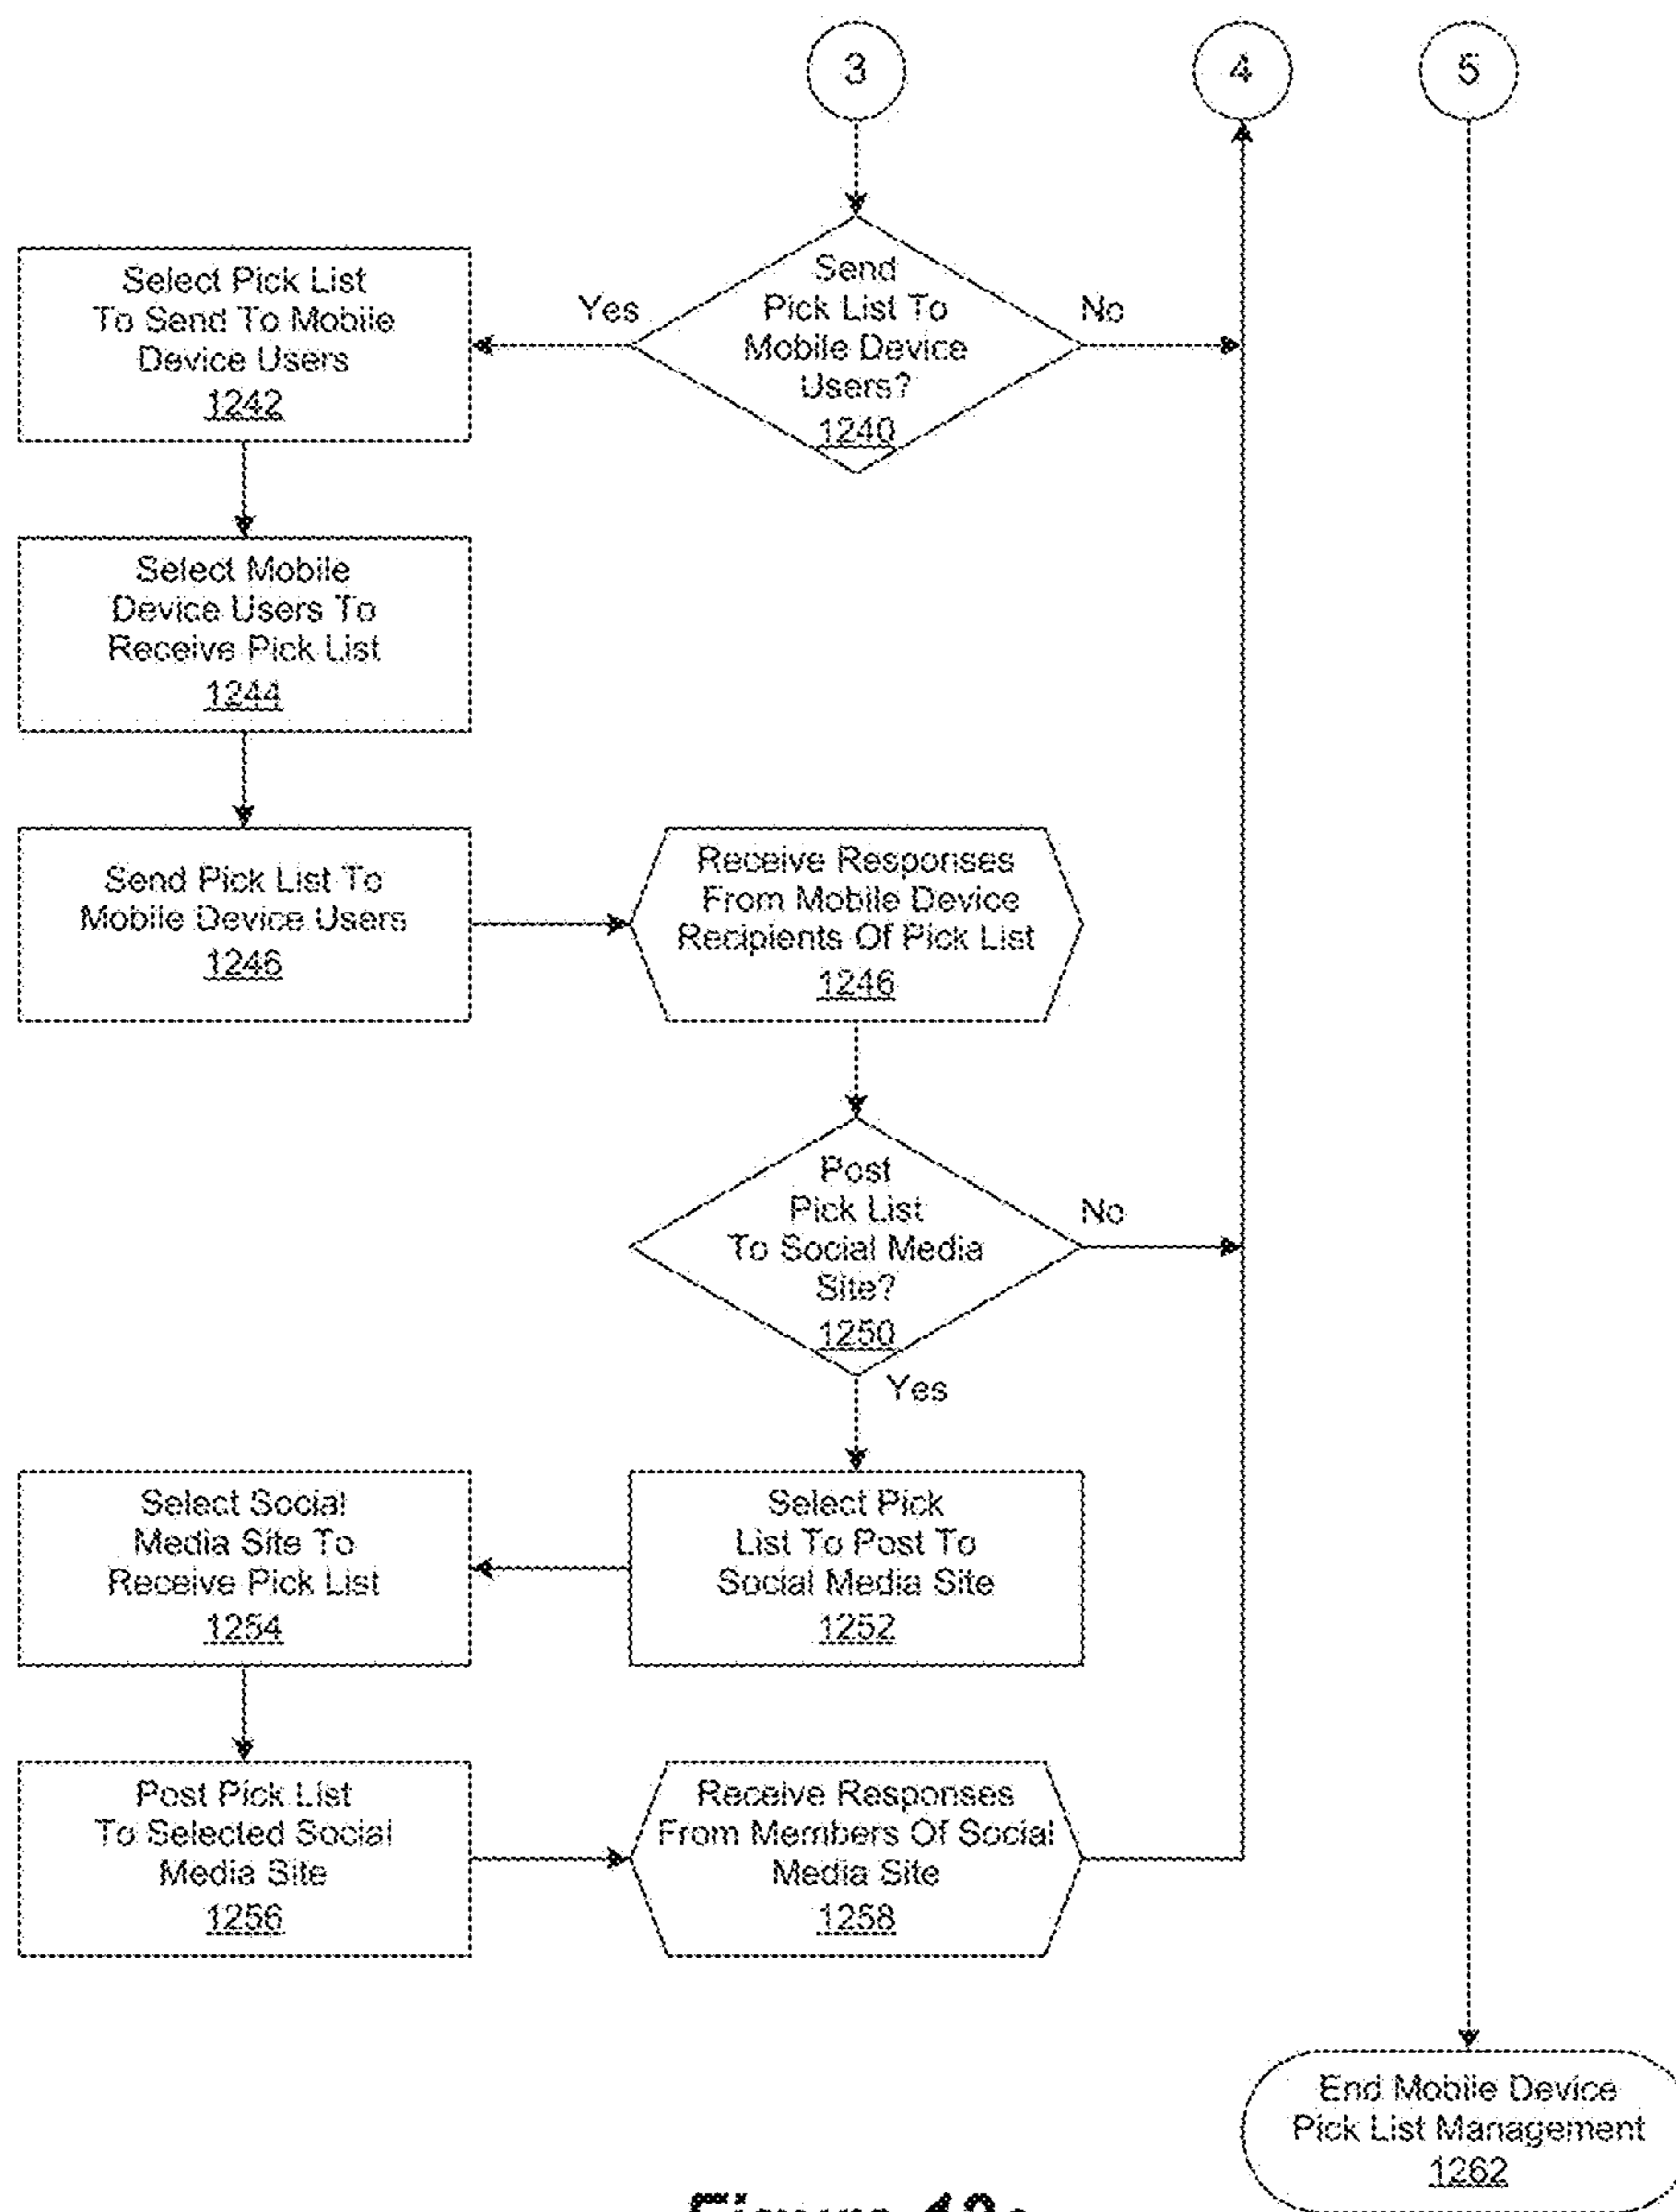 3
4
5
Send
Pick List To
Mobile Device
Users?
1240
Yes
No
Select Pick List
To Send To Mobile
Device Users
1242
Select Mobile
Device Users To
Receive Pick List
1244
Send Pick List To
Mobile Device Users
1246
Receive Responses
From Mobile Device
Recipients Of Pick List
1246
Post
Pick List
To Social Media
Site?
1250
No
Yes
Select Pick
List To Post To
Social Media Site
1252
Select Social
Media Site To
Receive Pick List
1254
Post Pick List
To Selected Social
Media Site
1256
Receive Responses
From Members Of Social
Media Site
1258
End Mobile Device
Pick List Management
1262